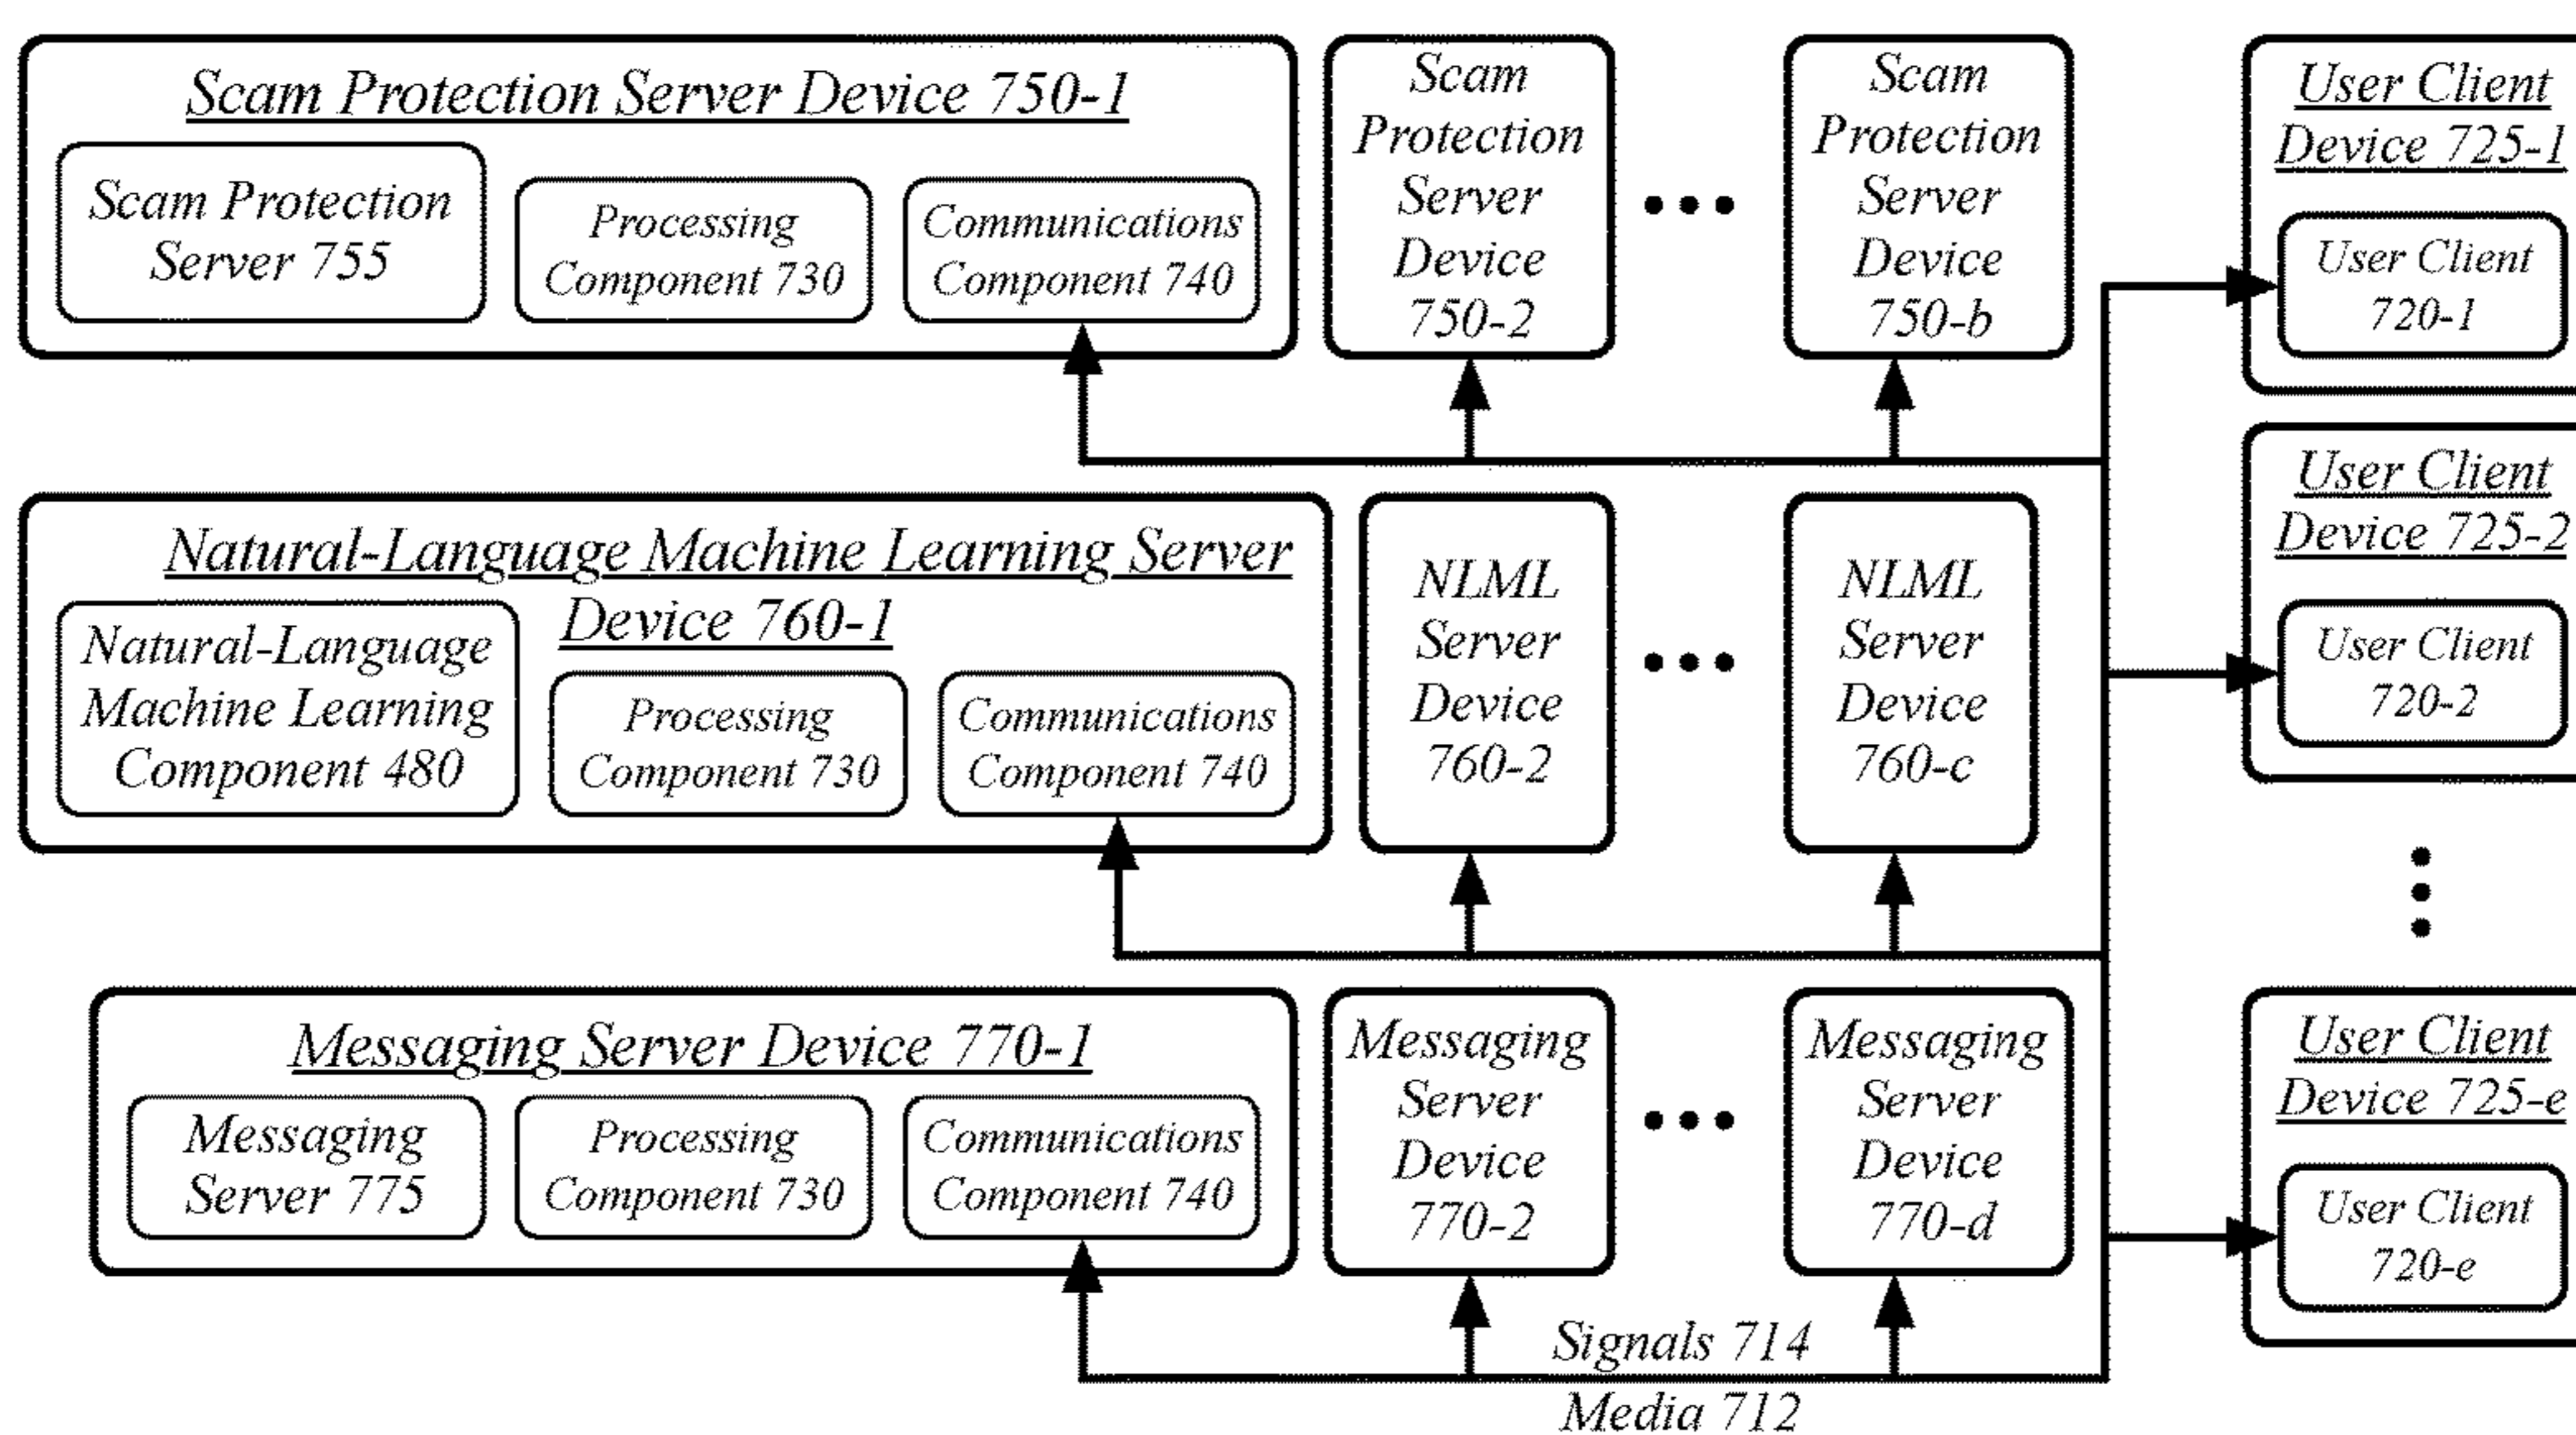 Scam Protection Server Device 750-1
Scam Protection
Server 755
Processing
Component 730
Communications
Component 740
Scam
Protection
Server
Device
750-2
Scam
Protection
Server
Device
750-b
User Client
Device 725-1
User Client
720-1
Natural-Language Machine Learning Server
Device 760-1
Natural-Language
Machine Learning
Component 480
Processing
Component 730
Communications
Component 740
NLML
Server
Device
760-2
NLML
Server
Device
760-c
User Client
Device 725-2
User Client
720-2
Messaging Server Device 770-1
Messaging
Server 775
Processing
Component 730
Communications
Component 740
Messaging
Server
Device
770-2
Messaging
Server
Device
770-d
User Client
Device 725-e
User Client
720-e
Signals 714
Media 712